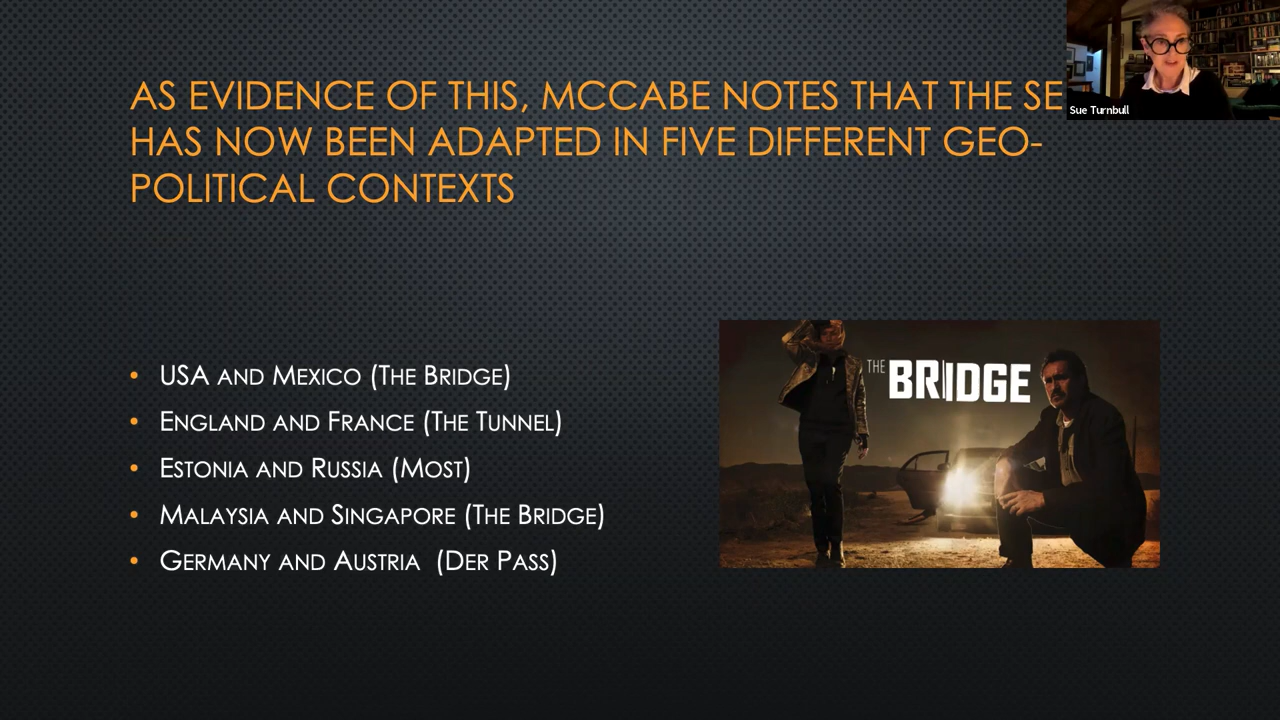 AS EVIDENCE OF THIS, MCCABE NOTES THAT THE SE
HAS NOW BEEN ADAPTED IN FIVE DIFFERENT GEO-
POLITICAL CONTEXTS
Sue Turnbull
• USA AND MEXICO (THE BRIDGE)
• ENGLAND AND FRANCE (THE TUNNEL)
• ESTONIA AND RUSSIA (MOST)
• MALAYSIA AND SINGAPORE (THE BRIDGE)
• GERMANY AND AUSTRIA (DER PASS)
THE BRIDGE